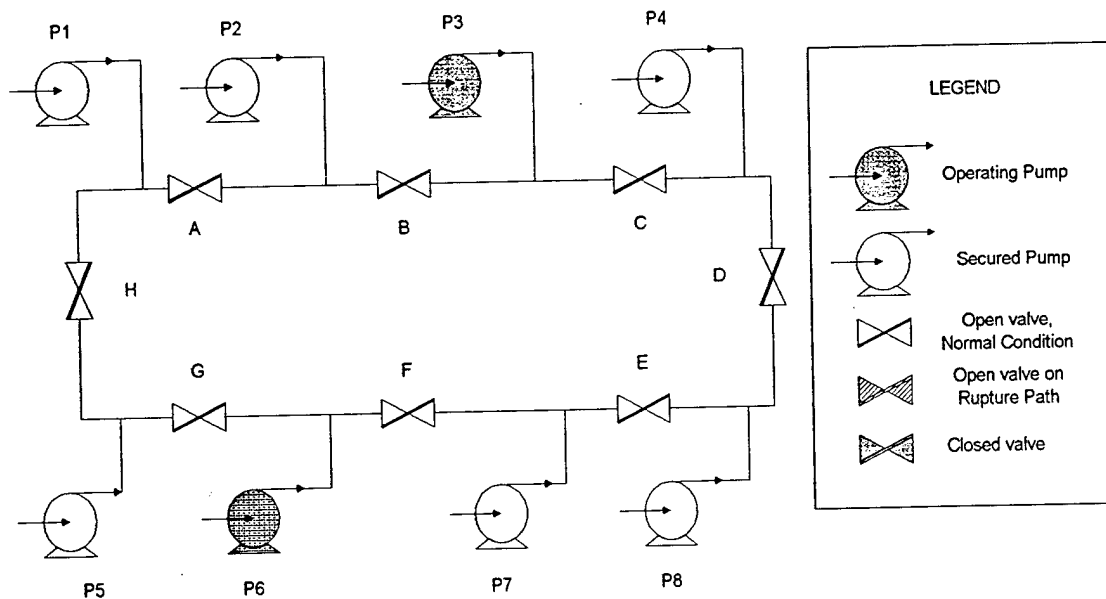 P1
P2
P3
P4
A
B
C
D
H
G
F
E
P5
P6
P7
P8
LEGEND
Operating Pump
Secured Pump
Open valve,
Normal Condition
Open valve on
Rupture Path
Closed valve